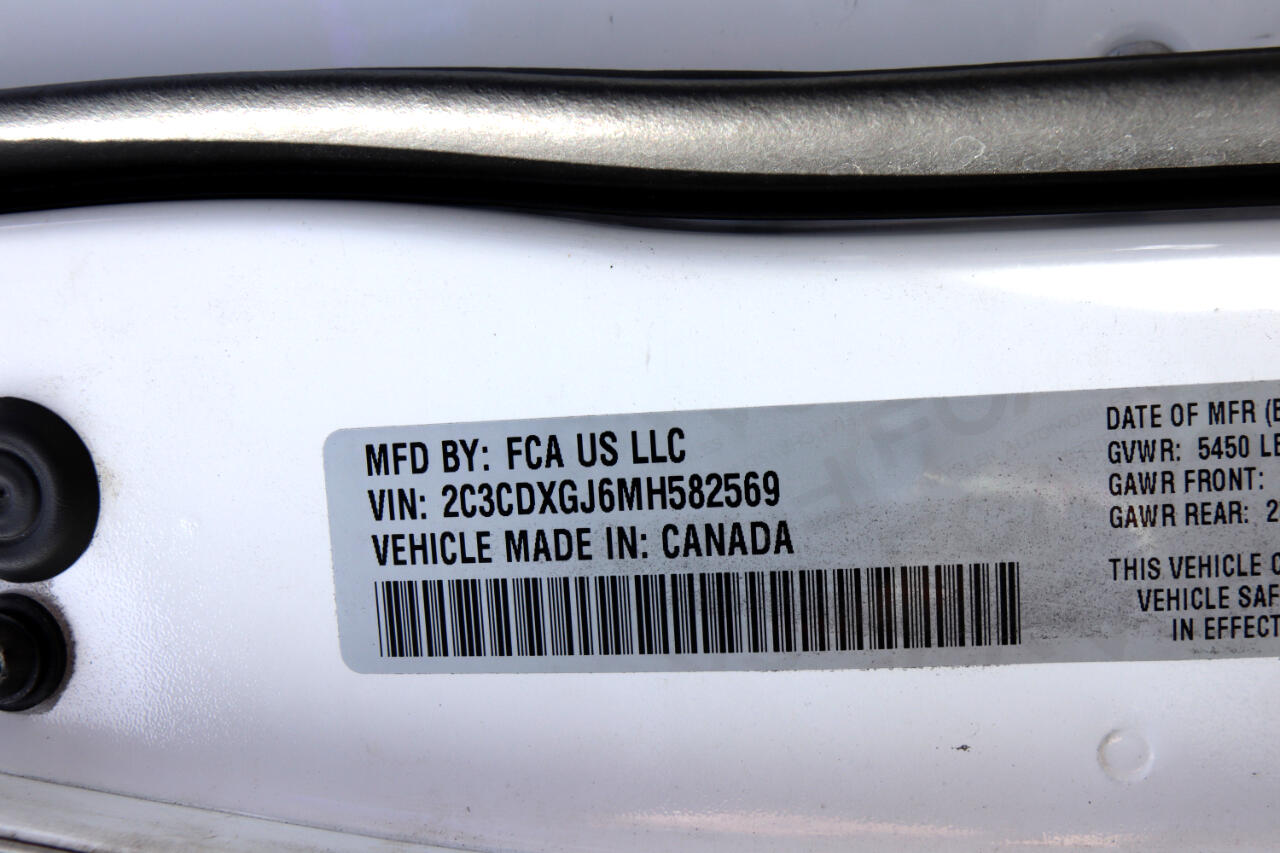 MFD BY: FCA US LLC
VIN: 2C3CDXGJ6MH582569
VEHICLE MADE IN: CANADA
DATE OF MFR
GVWR: 5450
GAWR FRONT:
GAWR REAR: 2
THIS VEHICLE
VEHICLE
IN EFFECT